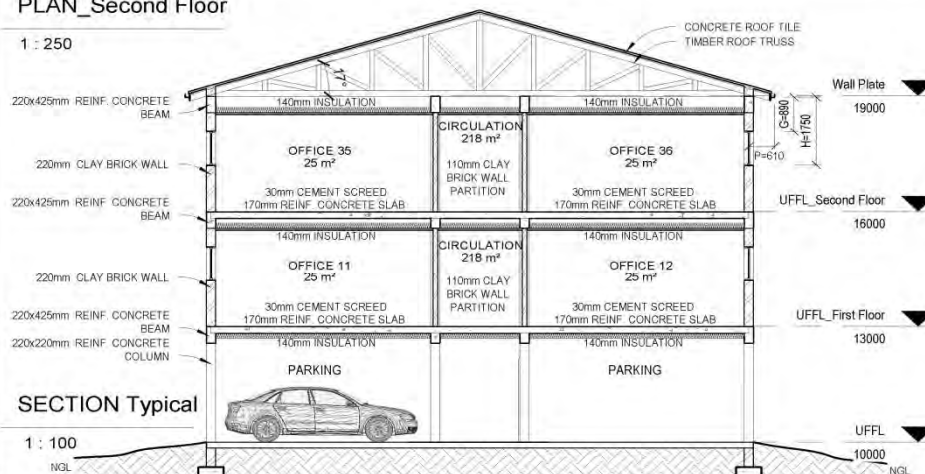 PLAN_Second Floor
1 : 250
CONCRETE ROOF TILE
TIMBER ROOF TRUSS
17°
Wall Plate
19000
220x425mm REINF. CONCRETE
BEAM
140mm INSULATION
140mm INSULATION
G=890
H=1750
P=610
CIRCULATION
218 m²
110mm CLAY
BRICK WALL
PARTITION
OFFICE 35
25 m²
OFFICE 36
25 m²
220mm CLAY BRICK WALL
30mm CEMENT SCREED
170mm REINF. CONCRETE SLAB
30mm CEMENT SCREED
170mm REINF. CONCRETE SLAB
220x425mm REINF. CONCRETE
BEAM
UFFL_Second Floor
16000
140mm INSULATION
140mm INSULATION
CIRCULATION
218 m²
110mm CLAY
BRICK WALL
PARTITION
OFFICE 11
25 m²
OFFICE 12
25 m²
220mm CLAY BRICK WALL
30mm CEMENT SCREED
170mm REINF. CONCRETE SLAB
30mm CEMENT SCREED
170mm REINF. CONCRETE SLAB
220x425mm REINF. CONCRETE
BEAM
UFFL_First Floor
13000
220x220mm REINF. CONCRETE
COLUMN
140mm INSULATION
140mm INSULATION
PARKING
PARKING
SECTION Typical
1 : 100
UFFL
10000
NGL
NGL